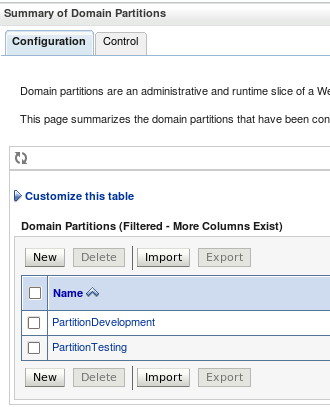 Summary of Domain Partitions
Configuration Control
Domain partitions are an administrative and runtime slice of a We
This page summarizes the domain partitions that have been con
Customize this table
Domain Partitions (Filtered - More Columns Exist)
New Delete Import Export
Name
PartitionDevelopment
PartitionTesting
New Delete Import Export